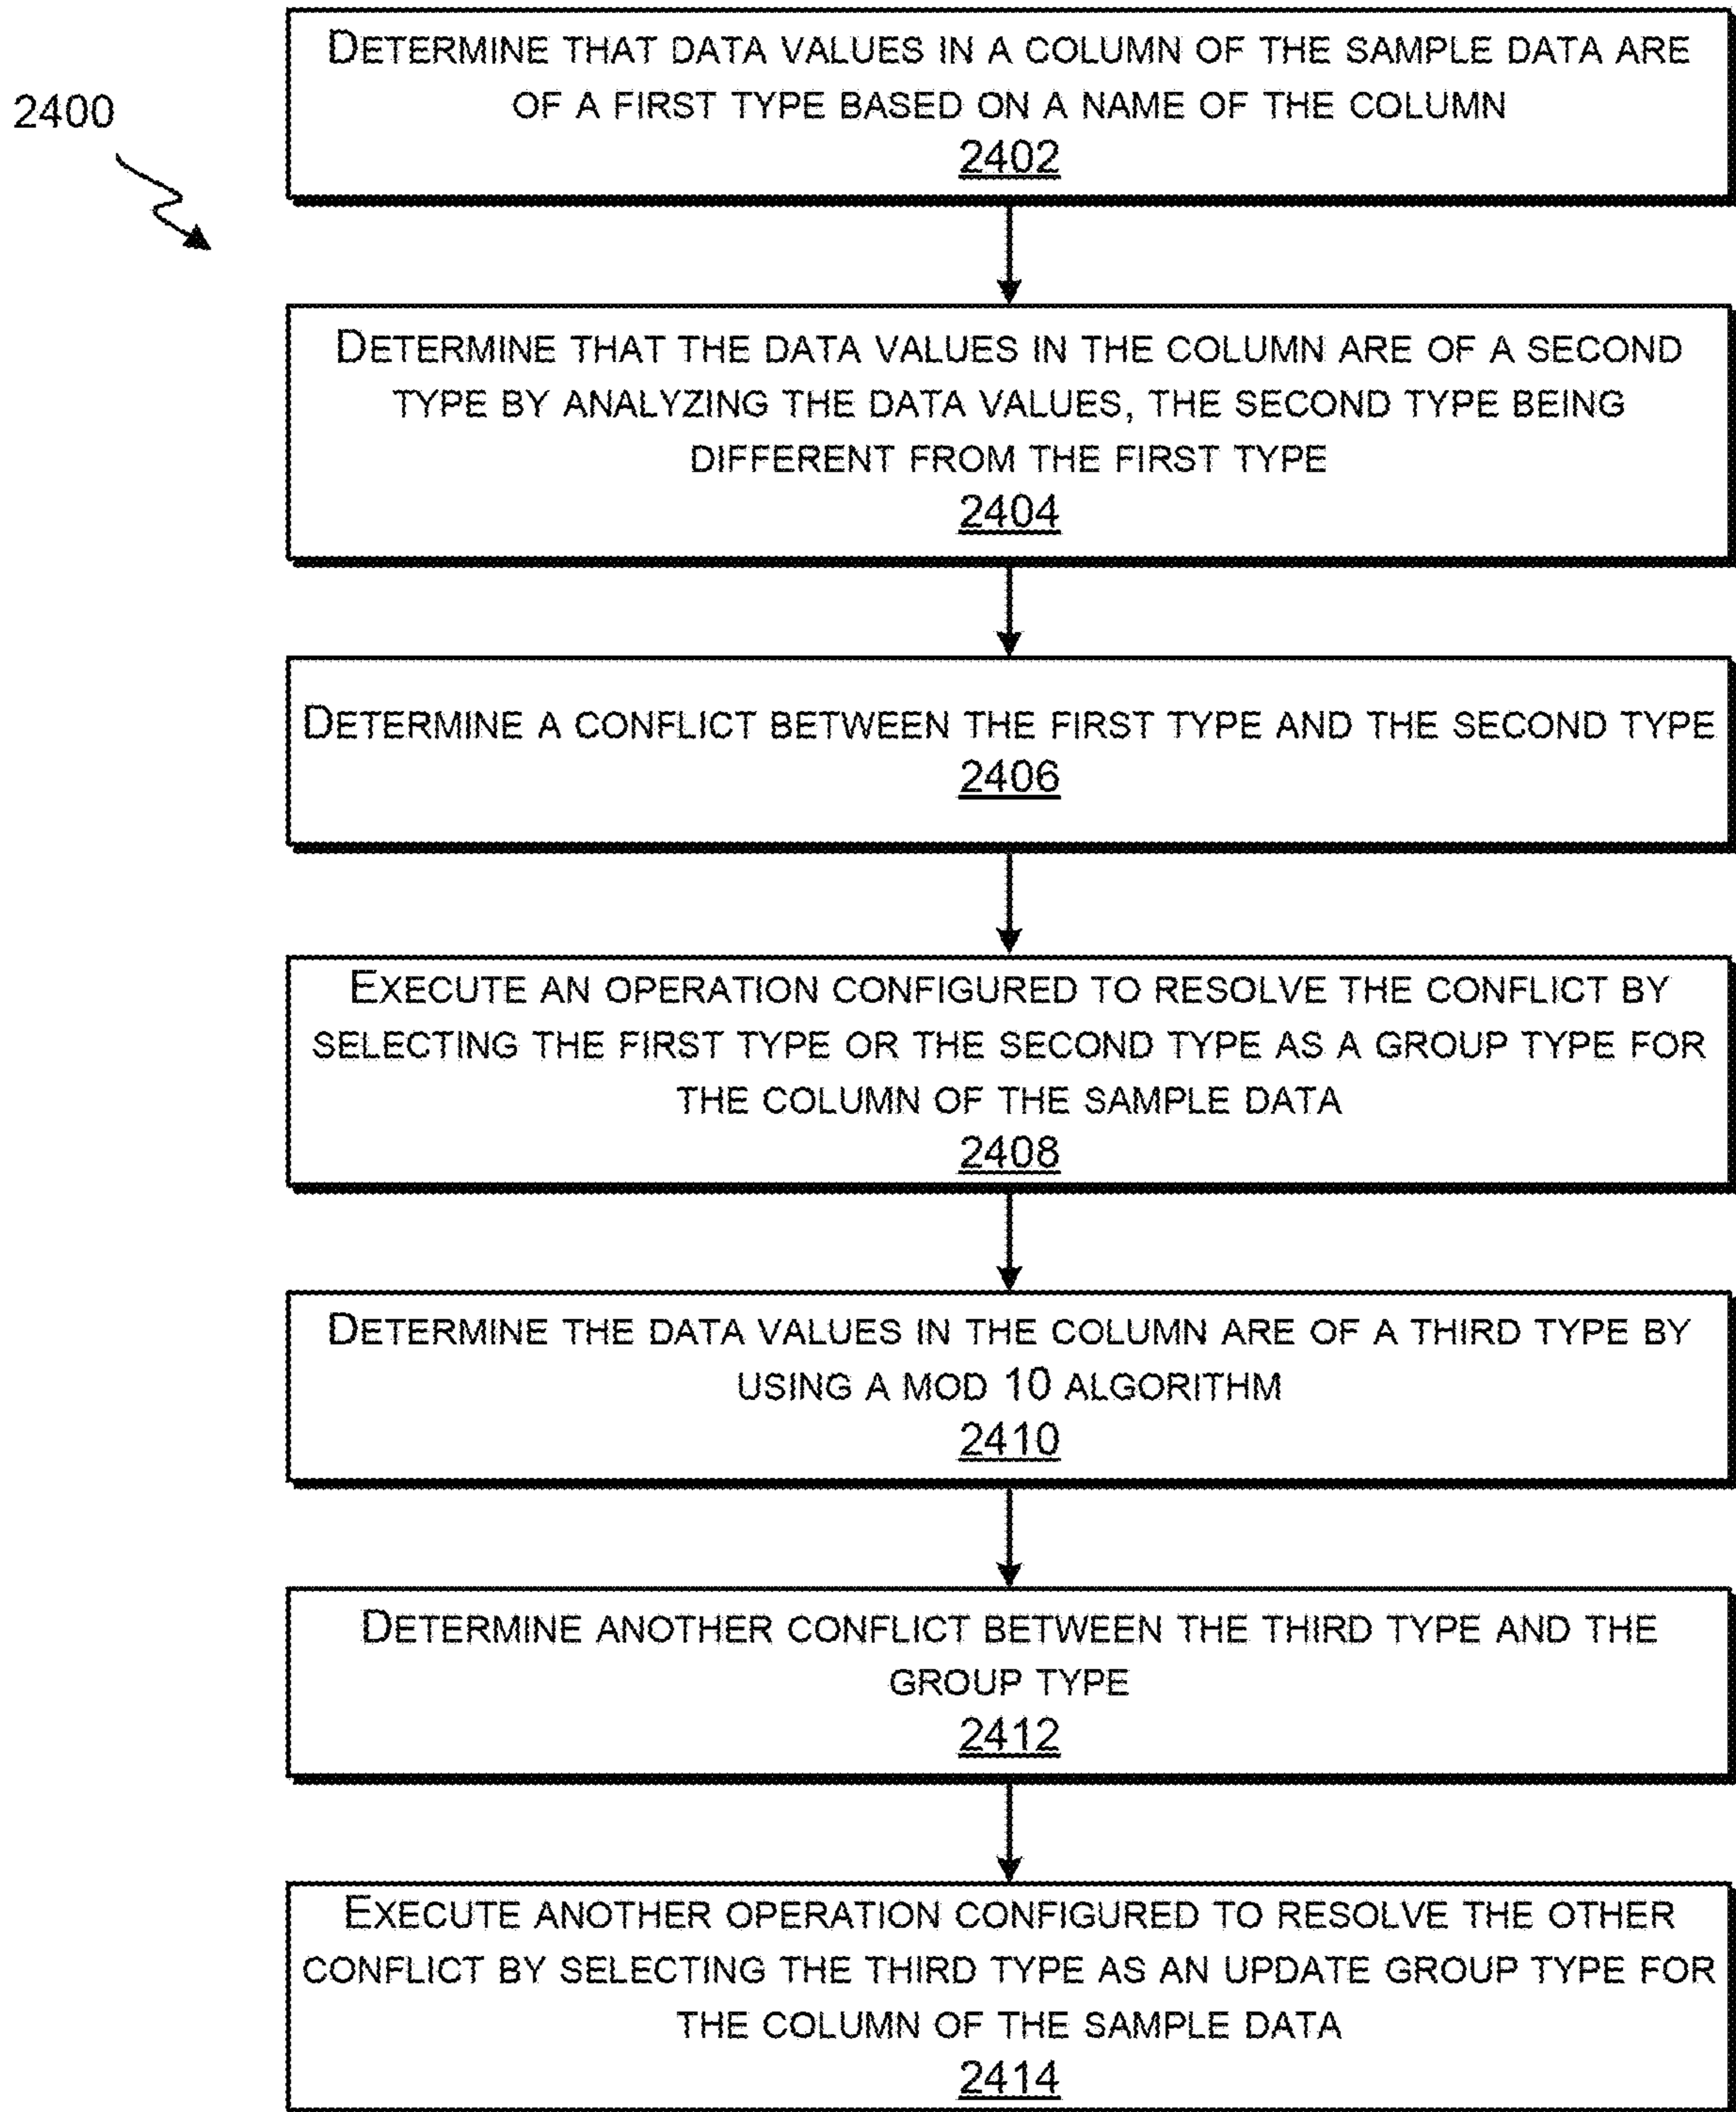 2400
DETERMINE THAT DATA VALUES IN A COLUMN OF THE SAMPLE DATA ARE
OF A FIRST TYPE BASED ON A NAME OF THE COLUMN
2402
DETERMINE THAT THE DATA VALUES IN THE COLUMN ARE OF A SECOND
TYPE BY ANALYZING THE DATA VALUES, THE SECOND TYPE BEING
DIFFERENT FROM THE FIRST TYPE
2404
DETERMINE A CONFLICT BETWEEN THE FIRST TYPE AND THE SECOND TYPE
2406
EXECUTE AN OPERATION CONFIGURED TO RESOLVE THE CONFLICT BY
SELECTING THE FIRST TYPE OR THE SECOND TYPE AS A GROUP TYPE FOR
THE COLUMN OF THE SAMPLE DATA
2408
DETERMINE THE DATA VALUES IN THE COLUMN ARE OF A THIRD TYPE BY
USING A MOD 10 ALGORITHM
2410
DETERMINE ANOTHER CONFLICT BETWEEN THE THIRD TYPE AND THE
GROUP TYPE
2412
EXECUTE ANOTHER OPERATION CONFIGURED TO RESOLVE THE OTHER
CONFLICT BY SELECTING THE THIRD TYPE AS AN UPDATE GROUP TYPE FOR
THE COLUMN OF THE SAMPLE DATA
2414